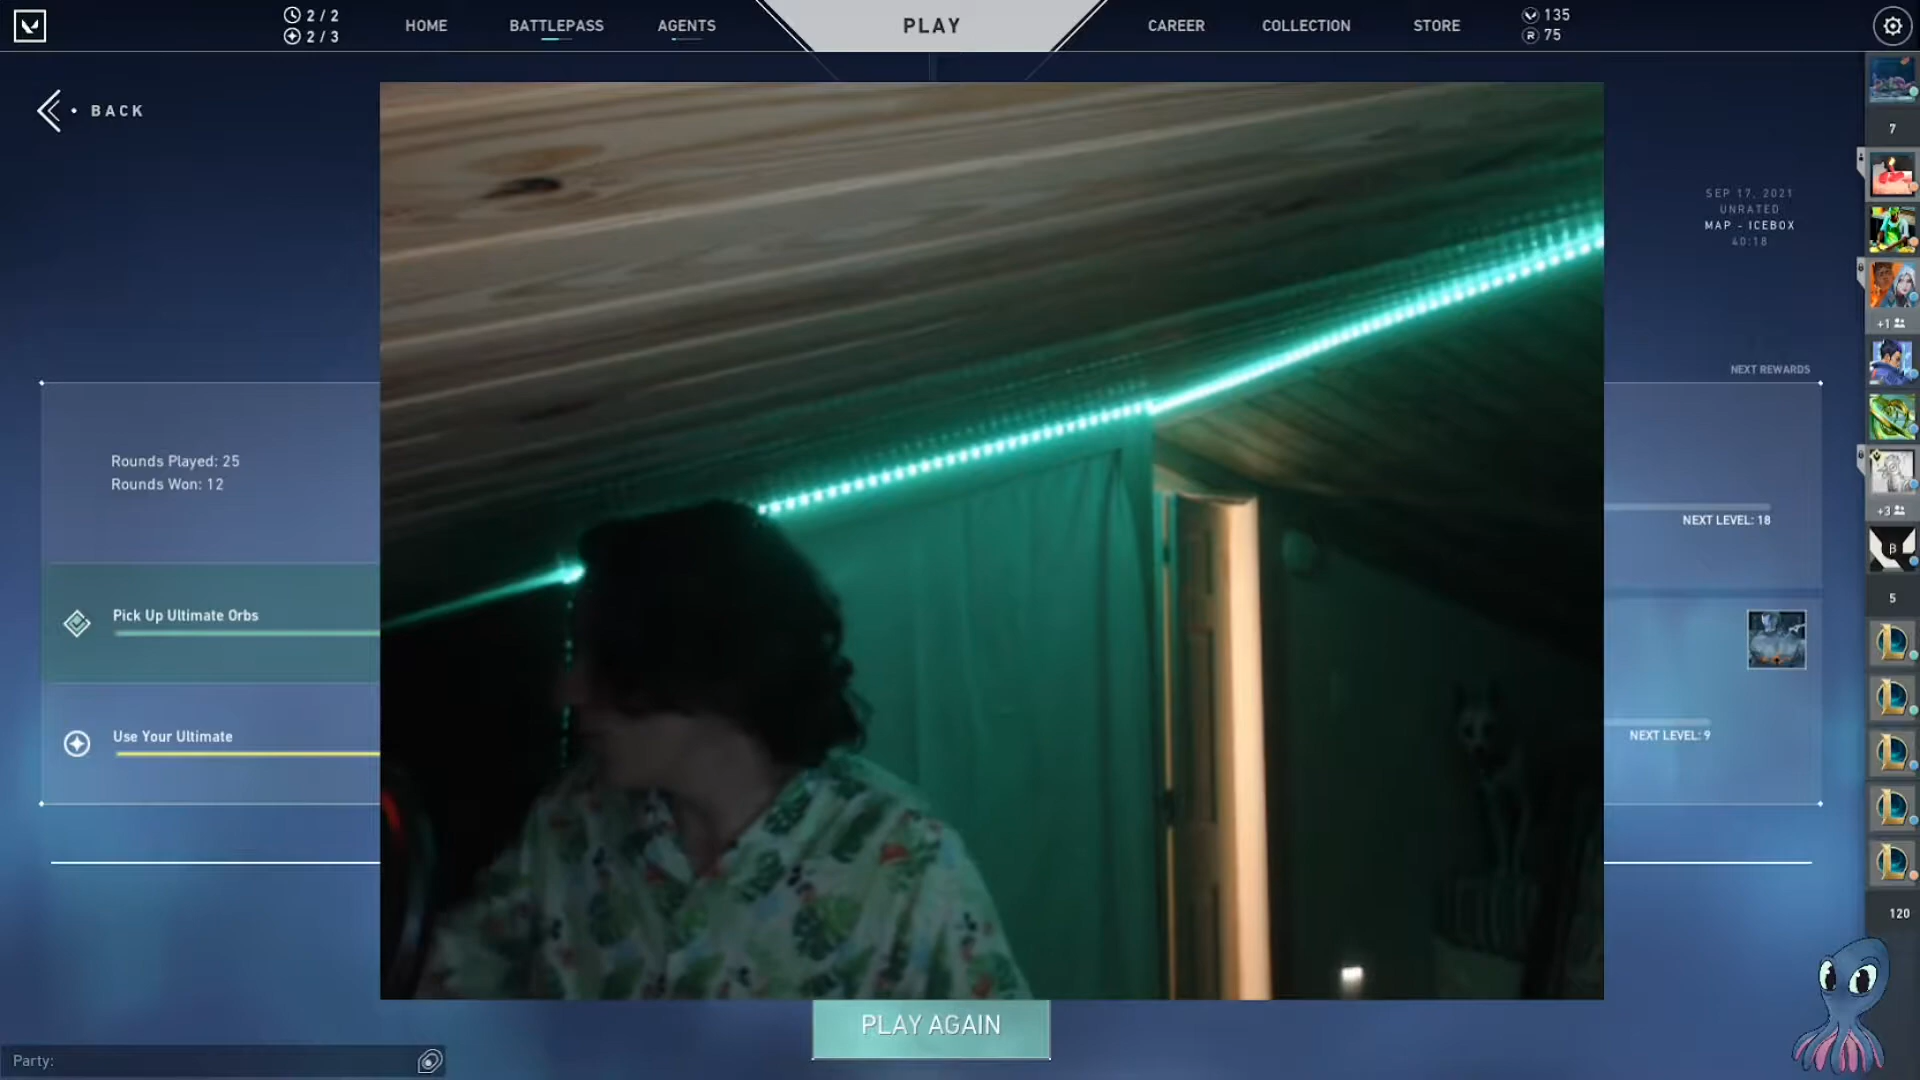 2 / 2
2 / 3
HOME
BATTLEPASS
AGENTS
PLAY
CAREER
COLLECTION
STORE
135
R 75
BACK
7
SEP 17, 2021
UNRATED
MAP - ICEBOX
40:18
+1
NEXT REWARDS
Rounds Played: 25
Rounds Won: 12
+3
NEXT LEVEL: 18
β
5
Pick Up Ultimate Orbs
Use Your Ultimate
NEXT LEVEL: 9
120
PLAY AGAIN
Party: